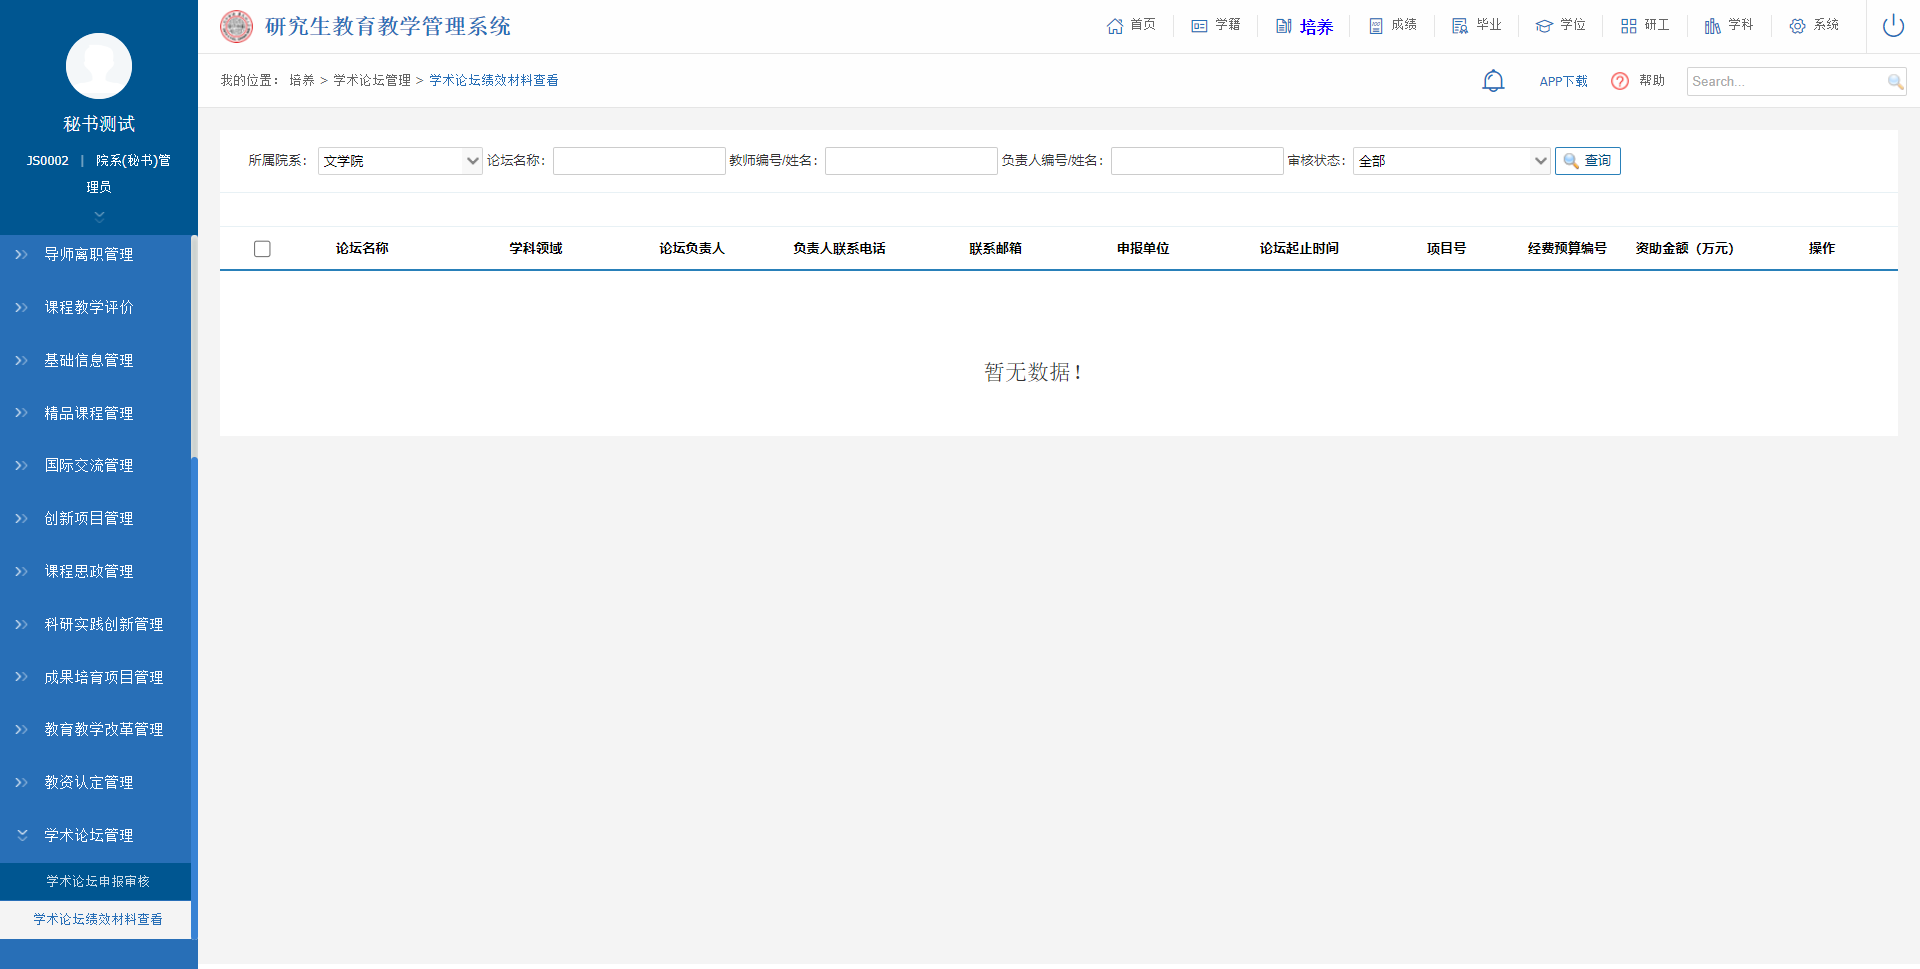 研究生教育教学管理系统
首页 学籍 培养 成绩 毕业 学位 研工 学科 系统
我的位置： 培养 > 学术论坛管理 > 学术论坛绩效材料查看
APP下载 帮助 Search...
秘书测试
JS0002 | 院系(秘书)管
理员
导师离职管理
课程教学评价
基础信息管理
精品课程管理
国际交流管理
创新项目管理
课程思政管理
科研实践创新管理
成果培育项目管理
教育教学改革管理
教资认定管理
学术论坛管理
学术论坛申报审核
学术论坛绩效材料查看
所属院系： 文学院 论坛名称： 教师编号/姓名： 负责人编号/姓名： 审核状态： 全部 查询
论坛名称 学科领域 论坛负责人 负责人联系电话 联系邮箱 申报单位 论坛起止时间 项目号 经费预算编号 资助金额（万元） 操作
暂无数据！